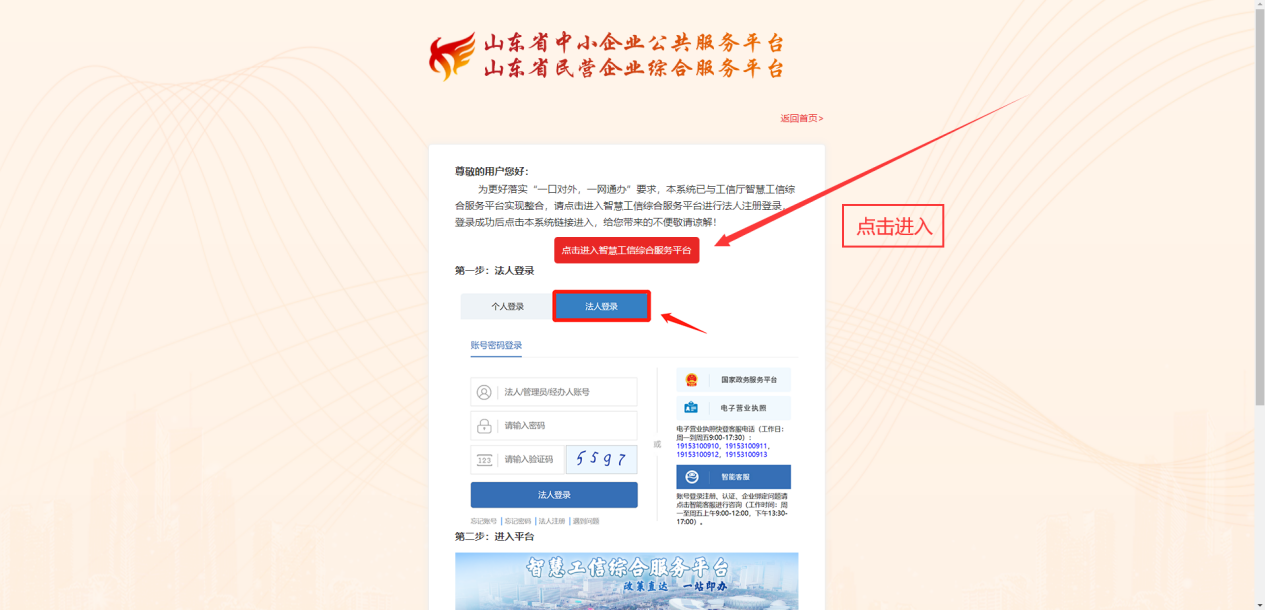 山东省中小企业公共服务平台
山东省民营企业综合服务平台
返回首页>
尊敬的用户您好：
为更好落实“一口对外，一网通办”要求，本系统已与工信厅智慧工信综
合服务平台实现整合，请点击进入智慧工信综合服务平台进行法人注册登录，
登录成功后点击本系统链接进入，给您带来的不便敬请谅解！
点击进入
点击进入智慧工信综合服务平台
第一步：法人登录
个人登录
法人登录
账号密码登录
法人/管理员/经办人账号
请输入密码
123
请输入验证码
5597
法人登录
忘记账号 | 忘记密码 | 法人注册 | 遇到问题
或
国家政务服务平台
电子营业执照
电子营业执照快登客服电话（工作日：
周一到周五9:00-17:30）：
19153100910，19153100911，
19153100912，19153100913
智能客服
账号登录注册、认证、企业绑定问题请
点击智能客服进行咨询（工作时间：周
一至周五上午9:00-12:00，下午13:30-
17:00）。
第二步：进入平台
智慧工信综合服务平台
政策直达 一站即办